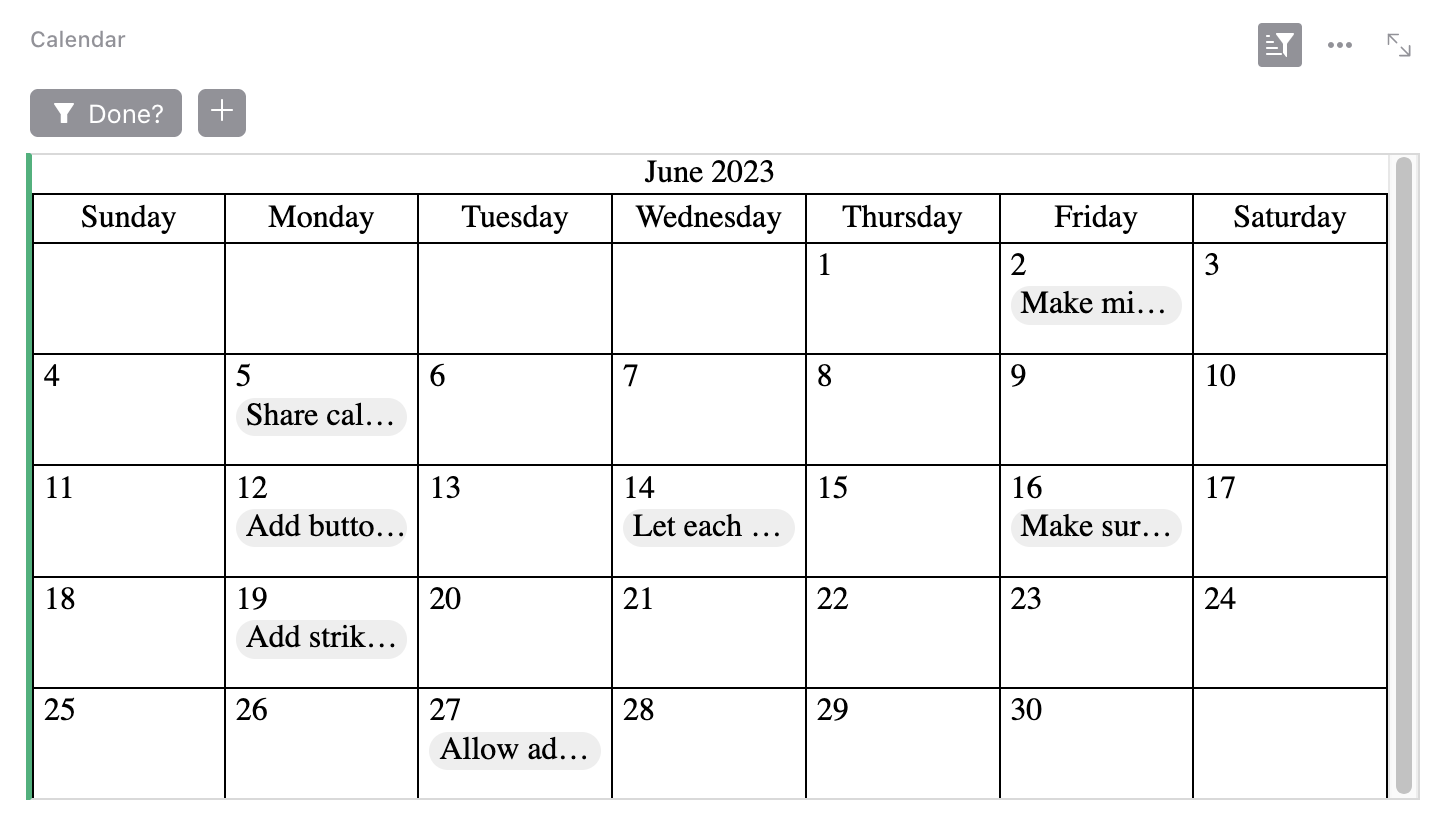 Calendar
Done?
June 2023
Sunday Monday Tuesday Wednesday Thursday Friday Saturday
1 2 3
Make mi…
4 5 6 7 8 9 10
Share cal…
11 12 13 14 15 16 17
Add butto… Let each … Make sur…
18 19 20 21 22 23 24
Add strik…
25 26 27 28 29 30
Allow ad…